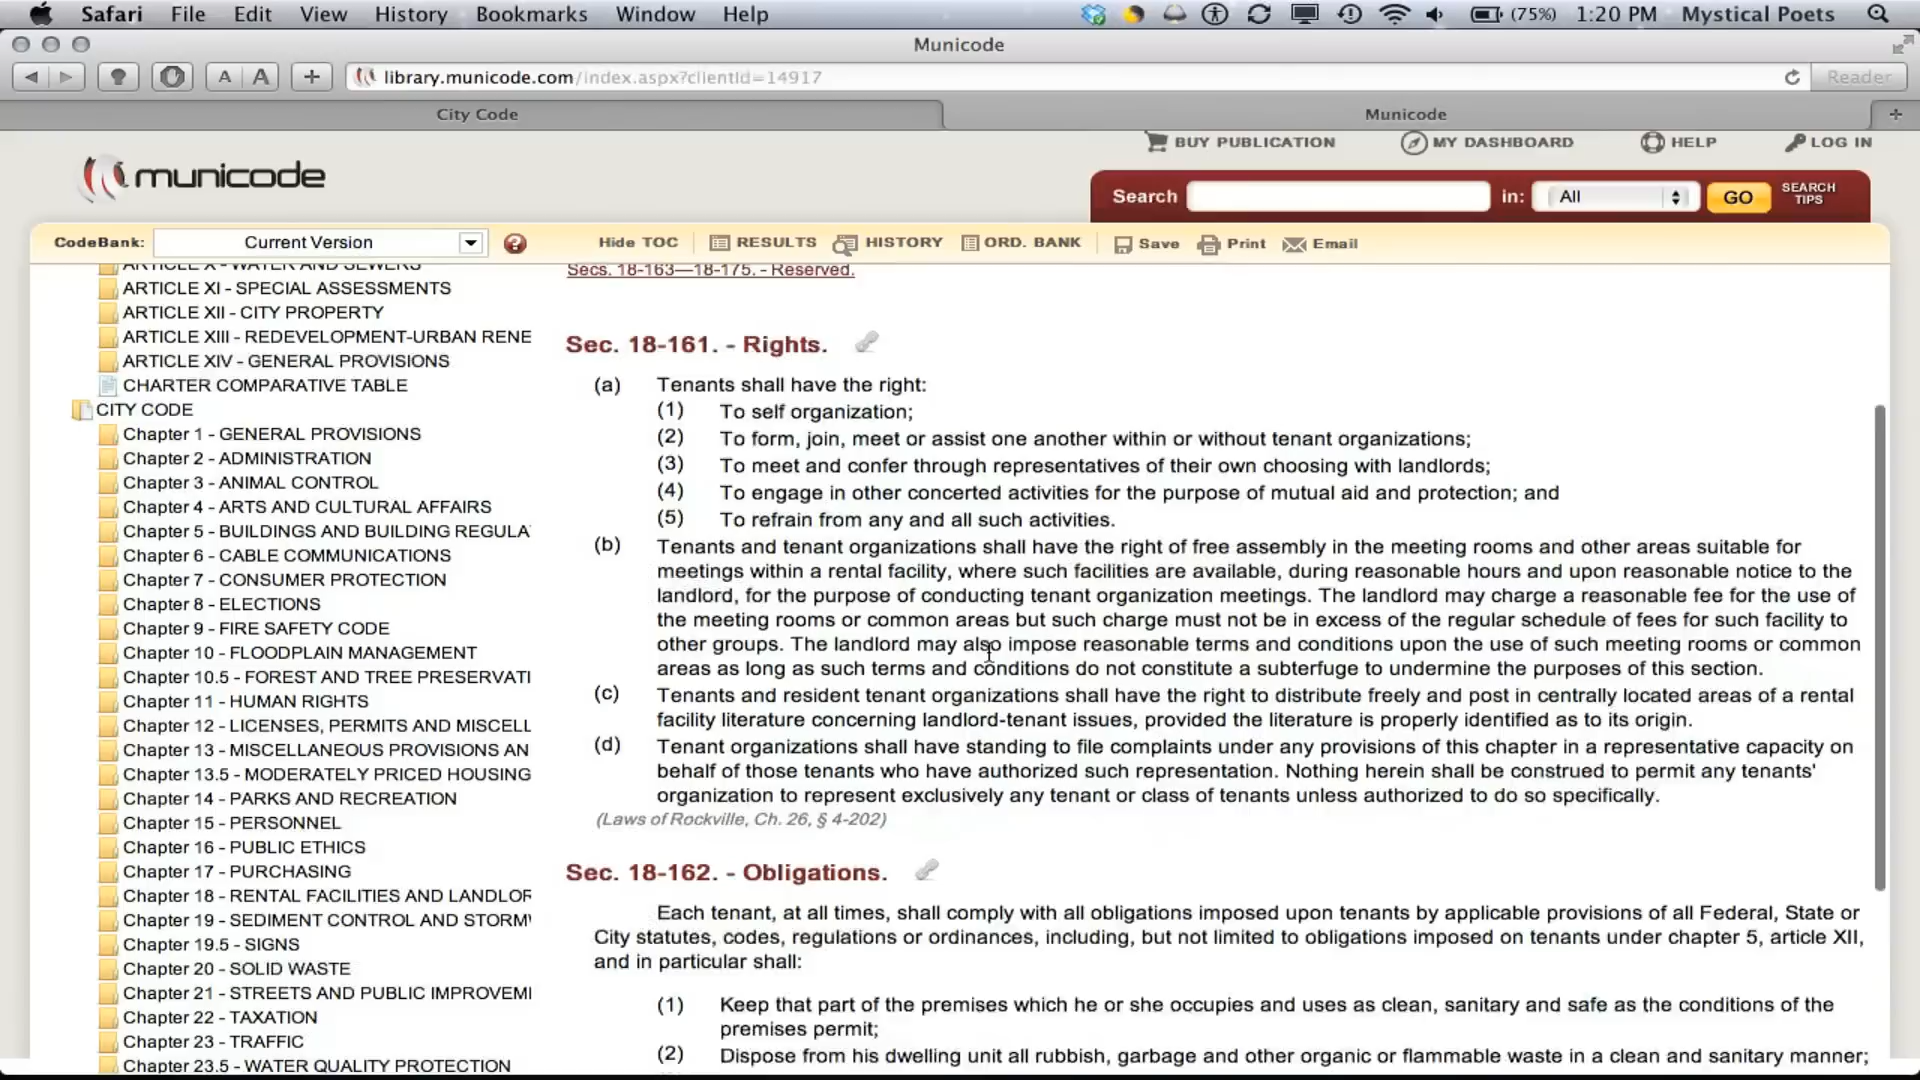 Safari File Edit View History Bookmarks Window Help (75%) 1:20 PM Mystical Poets
Municode
A A + library.municode.com/index.aspx?clientId=14917 Reader
City Code Municode +
BUY PUBLICATION MY DASHBOARD HELP LOG IN
municode
Search in: All GO SEARCH TIPS
CodeBank: Current Version ? Hide TOC RESULTS HISTORY ORD. BANK Save Print Email
ARTICLE X - WATER AND SEWERS
ARTICLE XI - SPECIAL ASSESSMENTS
ARTICLE XII - CITY PROPERTY
ARTICLE XIII - REDEVELOPMENT-URBAN RENE
ARTICLE XIV - GENERAL PROVISIONS
CHARTER COMPARATIVE TABLE
CITY CODE
Chapter 1 - GENERAL PROVISIONS
Chapter 2 - ADMINISTRATION
Chapter 3 - ANIMAL CONTROL
Chapter 4 - ARTS AND CULTURAL AFFAIRS
Chapter 5 - BUILDINGS AND BUILDING REGULA
Chapter 6 - CABLE COMMUNICATIONS
Chapter 7 - CONSUMER PROTECTION
Chapter 8 - ELECTIONS
Chapter 9 - FIRE SAFETY CODE
Chapter 10 - FLOODPLAIN MANAGEMENT
Chapter 10.5 - FOREST AND TREE PRESERVATI
Chapter 11 - HUMAN RIGHTS
Chapter 12 - LICENSES, PERMITS AND MISCELL
Chapter 13 - MISCELLANEOUS PROVISIONS AN
Chapter 13.5 - MODERATELY PRICED HOUSING
Chapter 14 - PARKS AND RECREATION
Chapter 15 - PERSONNEL
Chapter 16 - PUBLIC ETHICS
Chapter 17 - PURCHASING
Chapter 18 - RENTAL FACILITIES AND LANDLOR
Chapter 19 - SEDIMENT CONTROL AND STORMW
Chapter 19.5 - SIGNS
Chapter 20 - SOLID WASTE
Chapter 21 - STREETS AND PUBLIC IMPROVEMI
Chapter 22 - TAXATION
Chapter 23 - TRAFFIC
Chapter 23.5 - WATER QUALITY PROTECTION
Secs. 18-163—18-175. - Reserved.
Sec. 18-161. - Rights.
(a) Tenants shall have the right:
(1) To self organization;
(2) To form, join, meet or assist one another within or without tenant organizations;
(3) To meet and confer through representatives of their own choosing with landlords;
(4) To engage in other concerted activities for the purpose of mutual aid and protection; and
(5) To refrain from any and all such activities.
(b) Tenants and tenant organizations shall have the right of free assembly in the meeting rooms and other areas suitable for
meetings within a rental facility, where such facilities are available, during reasonable hours and upon reasonable notice to the
landlord, for the purpose of conducting tenant organization meetings. The landlord may charge a reasonable fee for the use of
the meeting rooms or common areas but such charge must not be in excess of the regular schedule of fees for such facility to
other groups. The landlord may also impose reasonable terms and conditions upon the use of such meeting rooms or common
areas as long as such terms and conditions do not constitute a subterfuge to undermine the purposes of this section.
(c) Tenants and resident tenant organizations shall have the right to distribute freely and post in centrally located areas of a rental
facility literature concerning landlord-tenant issues, provided the literature is properly identified as to its origin.
(d) Tenant organizations shall have standing to file complaints under any provisions of this chapter in a representative capacity on
behalf of those tenants who have authorized such representation. Nothing herein shall be construed to permit any tenants'
organization to represent exclusively any tenant or class of tenants unless authorized to do so specifically.
(Laws of Rockville, Ch. 26, § 4-202)
Sec. 18-162. - Obligations.
Each tenant, at all times, shall comply with all obligations imposed upon tenants by applicable provisions of all Federal, State or
City statutes, codes, regulations or ordinances, including, but not limited to obligations imposed on tenants under chapter 5, article XII,
and in particular shall:
(1) Keep that part of the premises which he or she occupies and uses as clean, sanitary and safe as the conditions of the
premises permit;
(2) Dispose from his dwelling unit all rubbish, garbage and other organic or flammable waste in a clean and sanitary manner;